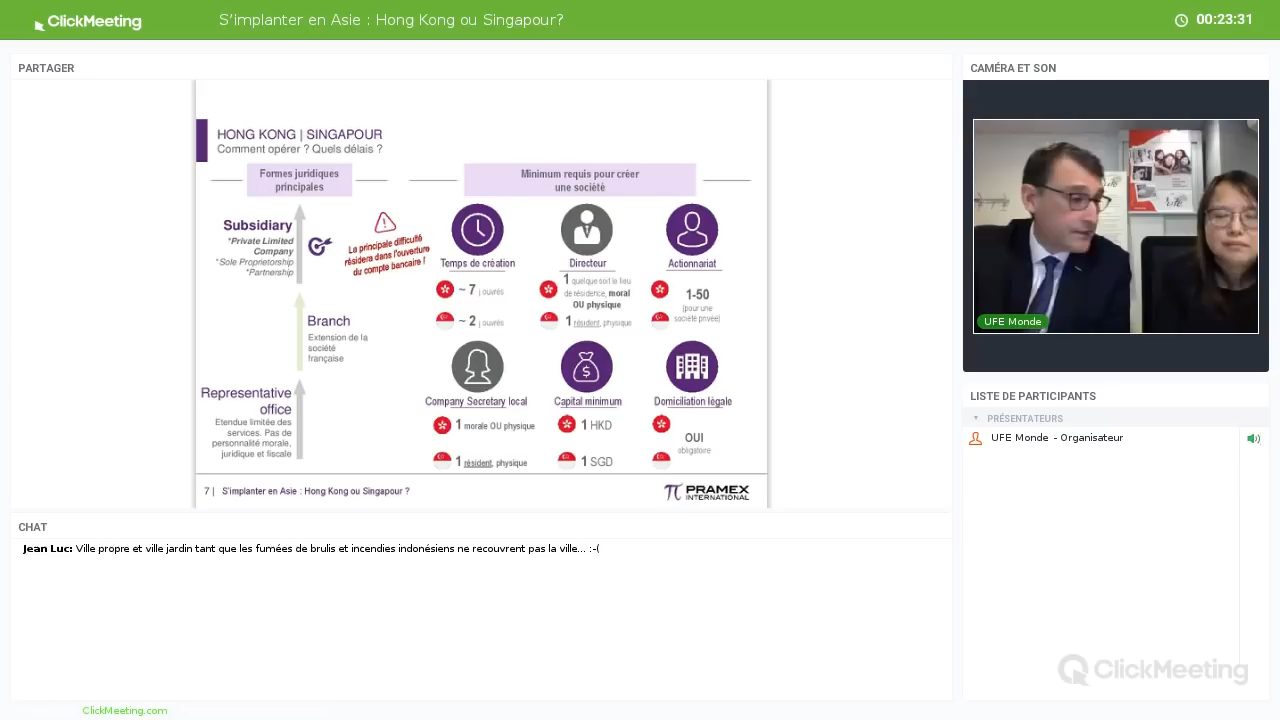 ClickMeeting
S'implanter en Asie : Hong Kong ou Singapour?
00:23:31
PARTAGER
HONG KONG | SINGAPOUR
Comment opérer ? Quels délais ?
Formes juridiques
principales
Minimum requis pour créer
une société
Subsidiary
*Private Limited
Company
*Sole Proprietorship
*Partnership
La principale difficulté
résidera dans l'ouverture
du compte bancaire !
Temps de création
~ 7 j ouvrés
~ 2 j ouvrés
Directeur
1 quelque soit le lieu
de résidence, moral
OU physique
1 résident, physique
Actionnariat
1-50
(pour une
société privée)
Branch
Extension de la
société
française
Representative
office
Etendue limitée des
services. Pas de
personnalité morale,
juridique et fiscale
Company Secretary local
1 morale OU physique
1 résident, physique
Capital minimum
1 HKD
1 SGD
Domiciliation légale
OUI
obligatoire
7 | S'implanter en Asie : Hong Kong ou Singapour ?
PRAMEX
INTERNATIONAL
CHAT
Jean Luc: Ville propre et ville jardin tant que les fumées de brulis et incendies indonésiens ne recouvrent pas la ville... :-(
CAMÉRA ET SON
UFE Monde
LISTE DE PARTICIPANTS
PRÉSENTATEURS
UFE Monde - Organisateur
ClickMeeting
ClickMeeting.com